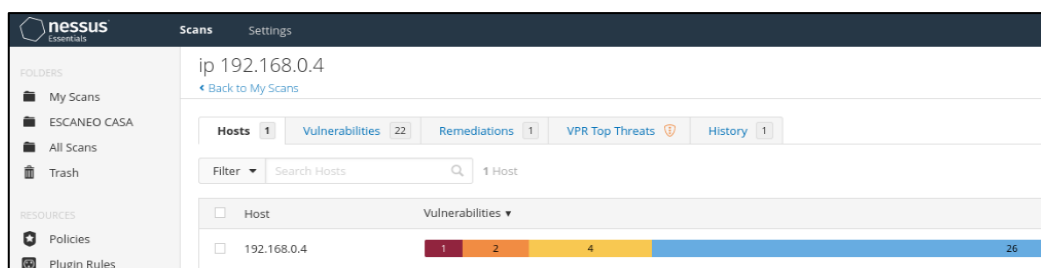 nessus
Essentials
Scans Settings
FOLDERS
My Scans
ESCANEO CASA
All Scans
Trash
RESOURCES
Policies
Plugin Rules
ip 192.168.0.4
Back to My Scans
Hosts 1 Vulnerabilities 22 Remediations 1 VPR Top Threats History 1
Filter Search Hosts 1 Host
Host Vulnerabilities
192.168.0.4 1 2 4 26